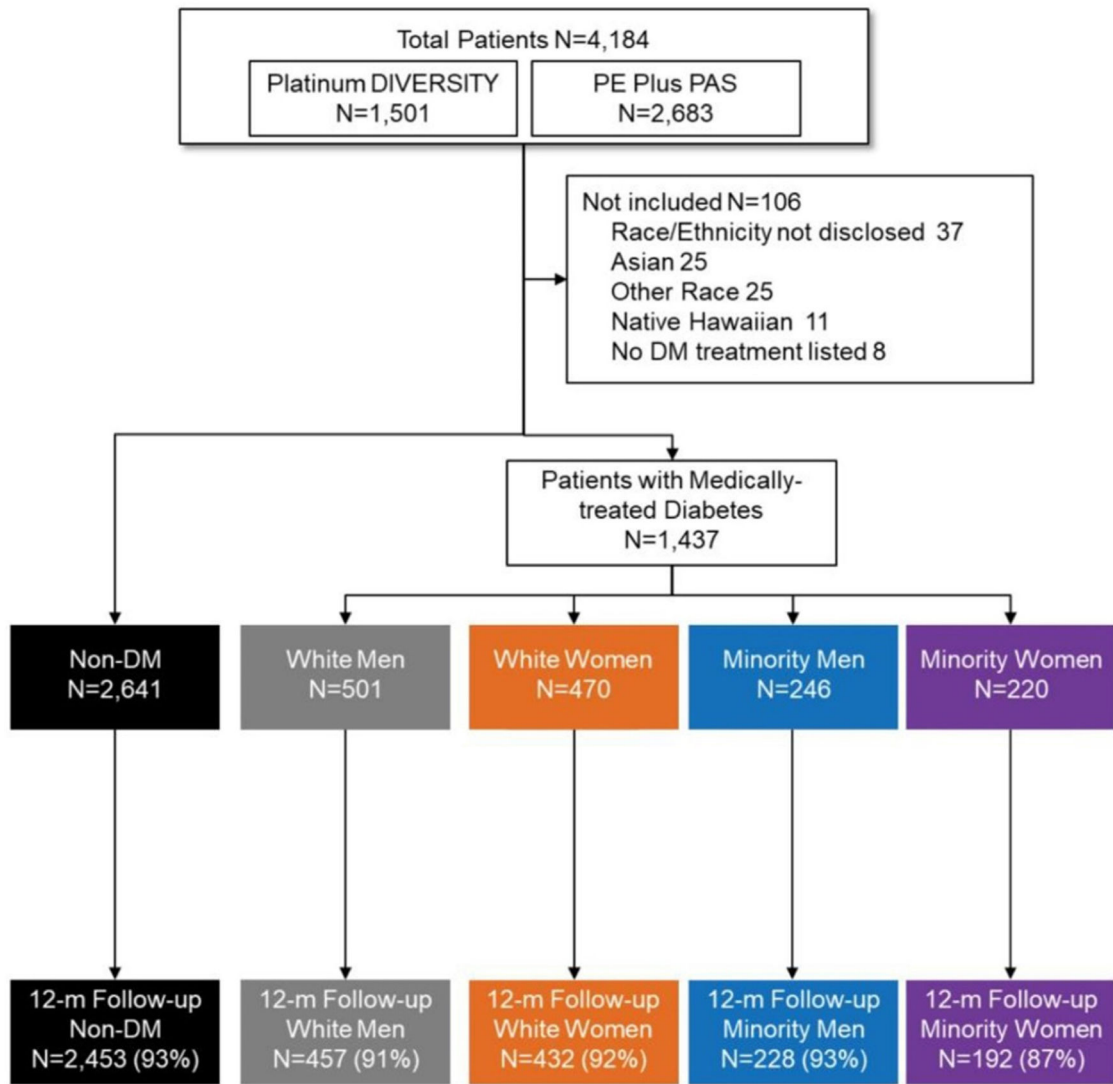 Total Patients N=4,184
Platinum DIVERSITY
N=1,501
PE Plus PAS
N=2,683
Not included N=106
Race/Ethnicity not disclosed 37
Asian 25
Other Race 25
Native Hawaiian 11
No DM treatment listed 8
Patients with Medically-
treated Diabetes
N=1,437
Non-DM
N=2,641
White Men
N=501
White Women
N=470
Minority Men
N=246
Minority Women
N=220
12-m Follow-up
Non-DM
N=2,453 (93%)
12-m Follow-up
White Men
N=457 (91%)
12-m Follow-up
White Women
N=432 (92%)
12-m Follow-up
Minority Men
N=228 (93%)
12-m Follow-up
Minority Women
N=192 (87%)